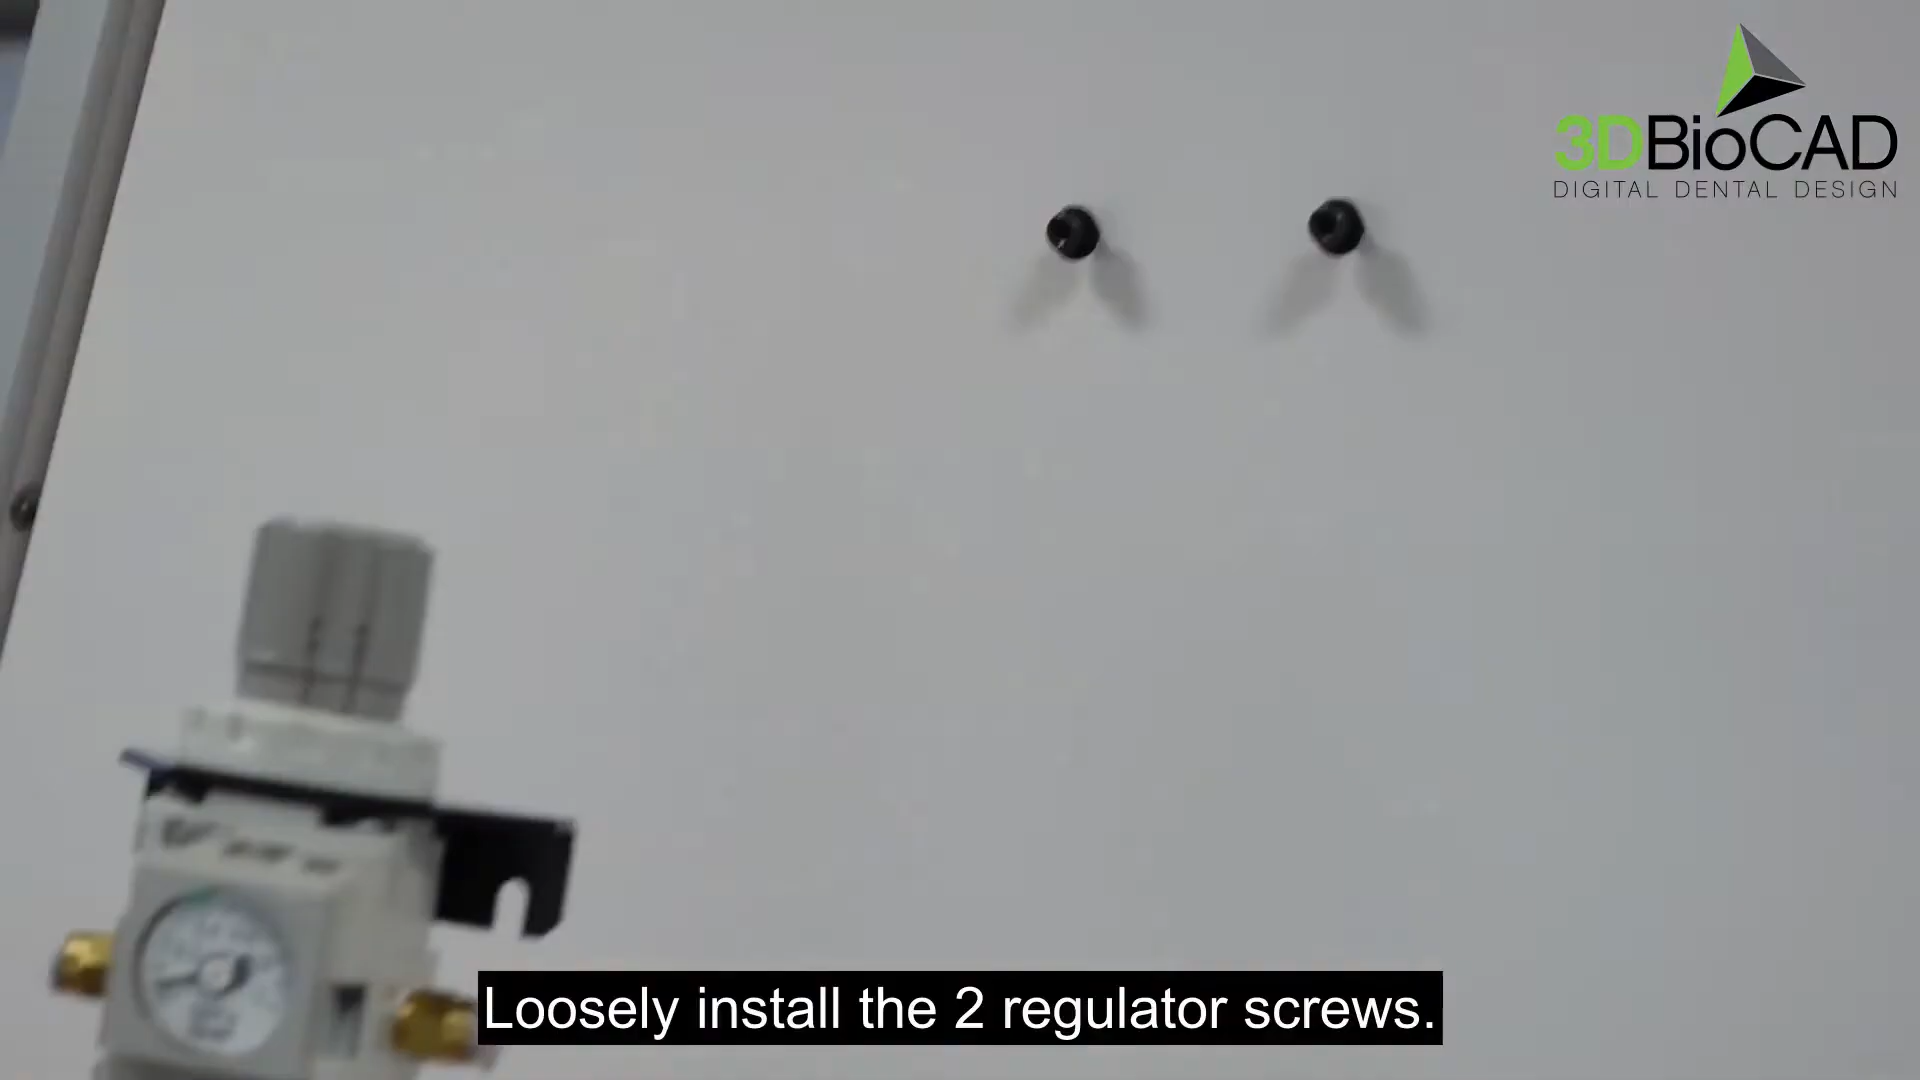 3DBioCAD
DIGITAL DENTAL DESIGN
Loosely install the 2 regulator screws.